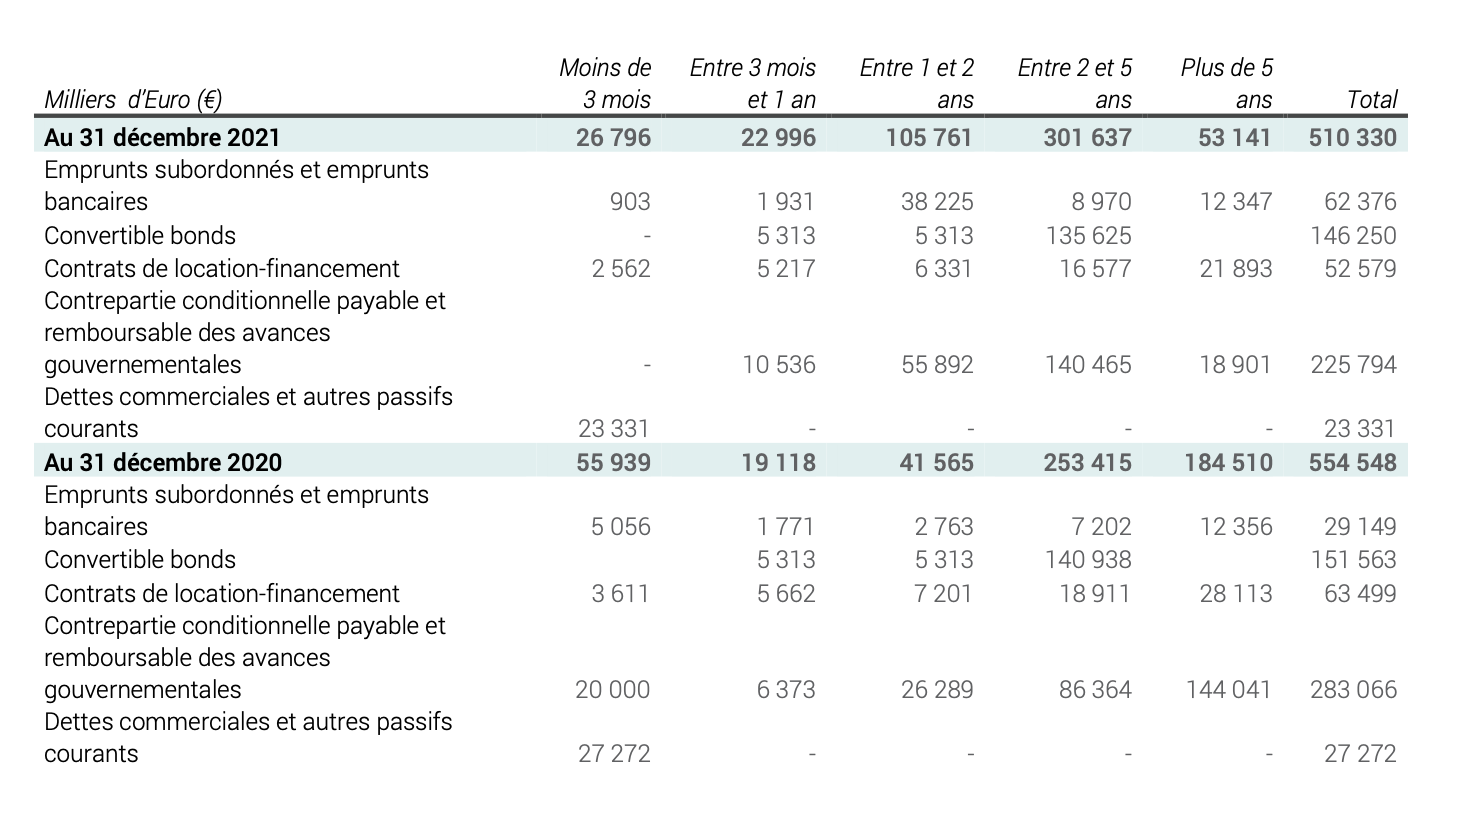 Moins de Entre 3 mois Entre 1 et 2 Entre 2 et 5 Plus de 5
Milliers d'Euro (€) 3 mois et 1 an ans ans ans Total
Au 31 décembre 2021 26 796 22 996 105 761 301 637 53 141 510 330
Emprunts subordonnés et emprunts
bancaires 903 1 931 38 225 8 970 12 347 62 376
Convertible bonds - 5 313 5 313 135 625 146 250
Contrats de location-financement 2 562 5 217 6 331 16 577 21 893 52 579
Contrepartie conditionnelle payable et
remboursable des avances
gouvernementales - 10 536 55 892 140 465 18 901 225 794
Dettes commerciales et autres passifs
courants 23 331 - - - - 23 331
Au 31 décembre 2020 55 939 19 118 41 565 253 415 184 510 554 548
Emprunts subordonnés et emprunts
bancaires 5 056 1 771 2 763 7 202 12 356 29 149
Convertible bonds 5 313 5 313 140 938 151 563
Contrats de location-financement 3 611 5 662 7 201 18 911 28 113 63 499
Contrepartie conditionnelle payable et
remboursable des avances
gouvernementales 20 000 6 373 26 289 86 364 144 041 283 066
Dettes commerciales et autres passifs
courants 27 272 - - - - 27 272